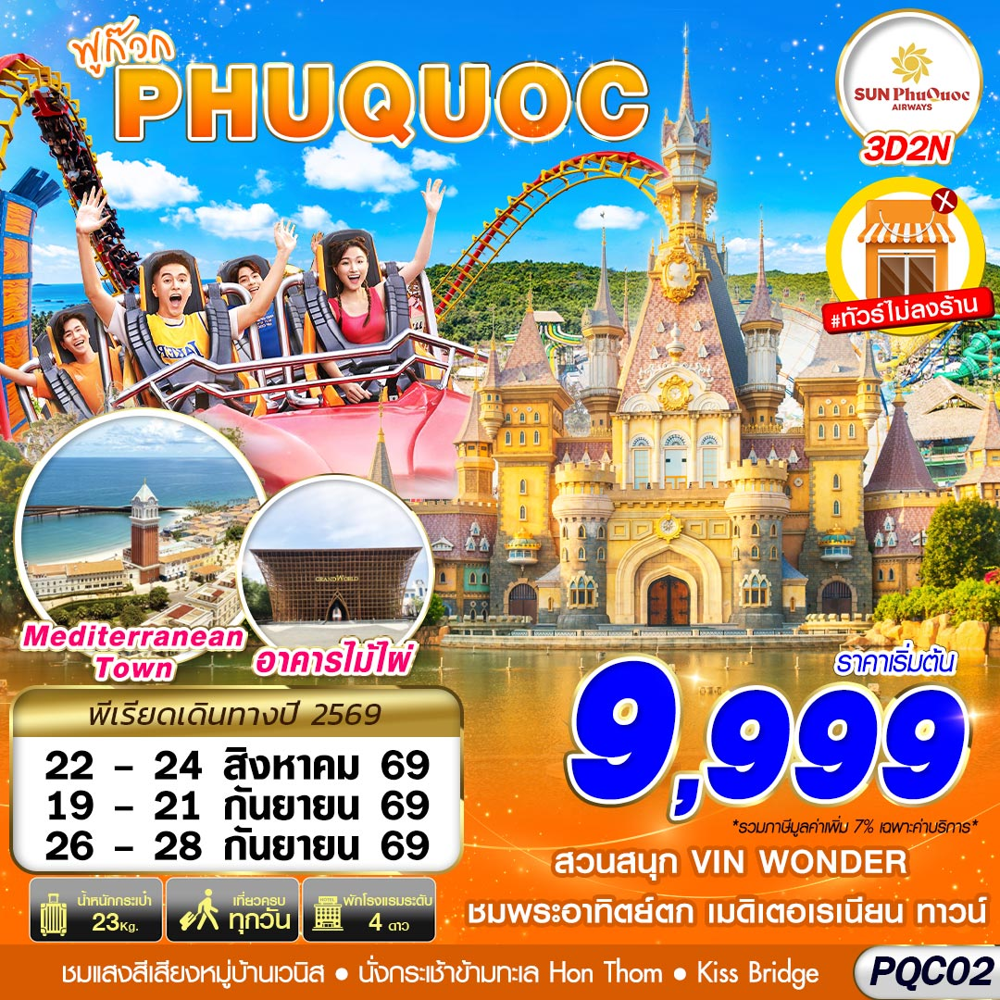 ฟูก๊วก
PHUQUOC
SUN PhuQuoc
AIRWAYS
3D2N
#ทัวร์ไม่ลงร้าน
GRAND WORLD
Mediterranean
Town
อาคารไม้ไผ่
พีเรียดเดินทางปี 2569
22 - 24 สิงหาคม 69
19 - 21 กันยายน 69
26 - 28 กันยายน 69
ราคาเริ่มต้น
9,999
*รวมภาษีมูลค่าเพิ่ม 7% เฉพาะค่าบริการ*
สวนสนุก VIN WONDER
ชมพระอาทิตย์ตก เมดิเตอเรเนียน ทาวน์
น้ำหนักกระเป๋า
23Kg.
เที่ยวครบ
ทุกวัน
HOTEL
พักโรงแรมระดับ
4 ดาว
ชมแสงสีเสียงหมู่บ้านเวนิส • นั่งกระเช้าข้ามทะเล Hon Thom • Kiss Bridge
PQC02